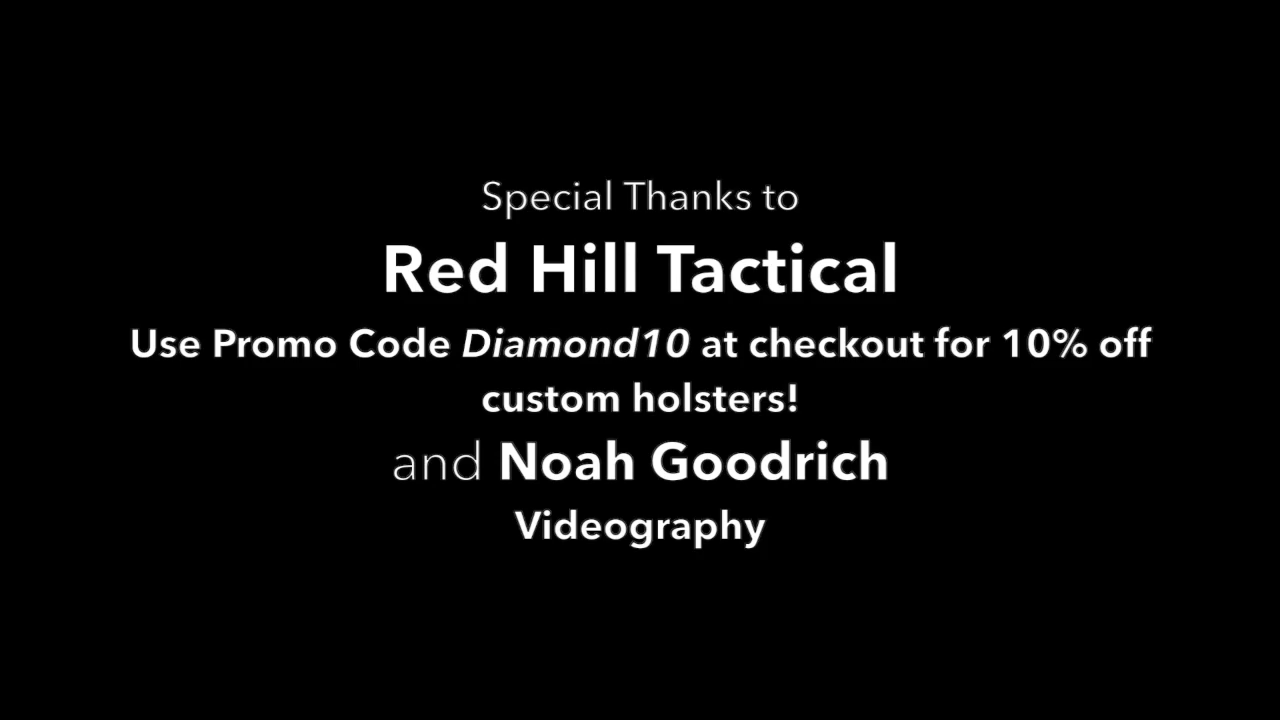 Special Thanks to
Red Hill Tactical
Use Promo Code Diamond10 at checkout for 10% off
custom holsters!
and Noah Goodrich
Videography